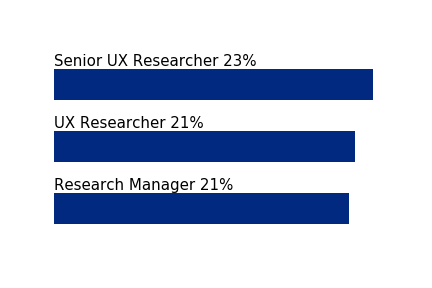 Senior UX Researcher 23%
UX Researcher 21%
Research Manager 21%